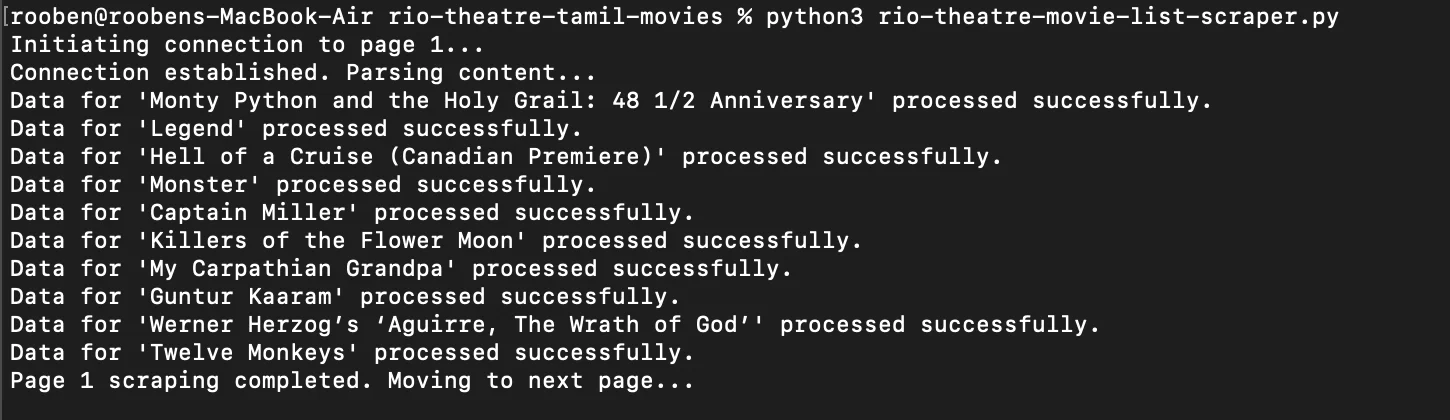 [rooben@roobens-MacBook-Air rio-theatre-tamil-movies % python3 rio-theatre-movie-list-scraper.py
Initiating connection to page 1...
Connection established. Parsing content...
Data for 'Monty Python and the Holy Grail: 48 1/2 Anniversary' processed successfully.
Data for 'Legend' processed successfully.
Data for 'Hell of a Cruise (Canadian Premiere)' processed successfully.
Data for 'Monster' processed successfully.
Data for 'Captain Miller' processed successfully.
Data for 'Killers of the Flower Moon' processed successfully.
Data for 'My Carpathian Grandpa' processed successfully.
Data for 'Guntur Kaaram' processed successfully.
Data for 'Werner Herzog’s ‘Aguirre, The Wrath of God’' processed successfully.
Data for 'Twelve Monkeys' processed successfully.
Page 1 scraping completed. Moving to next page...